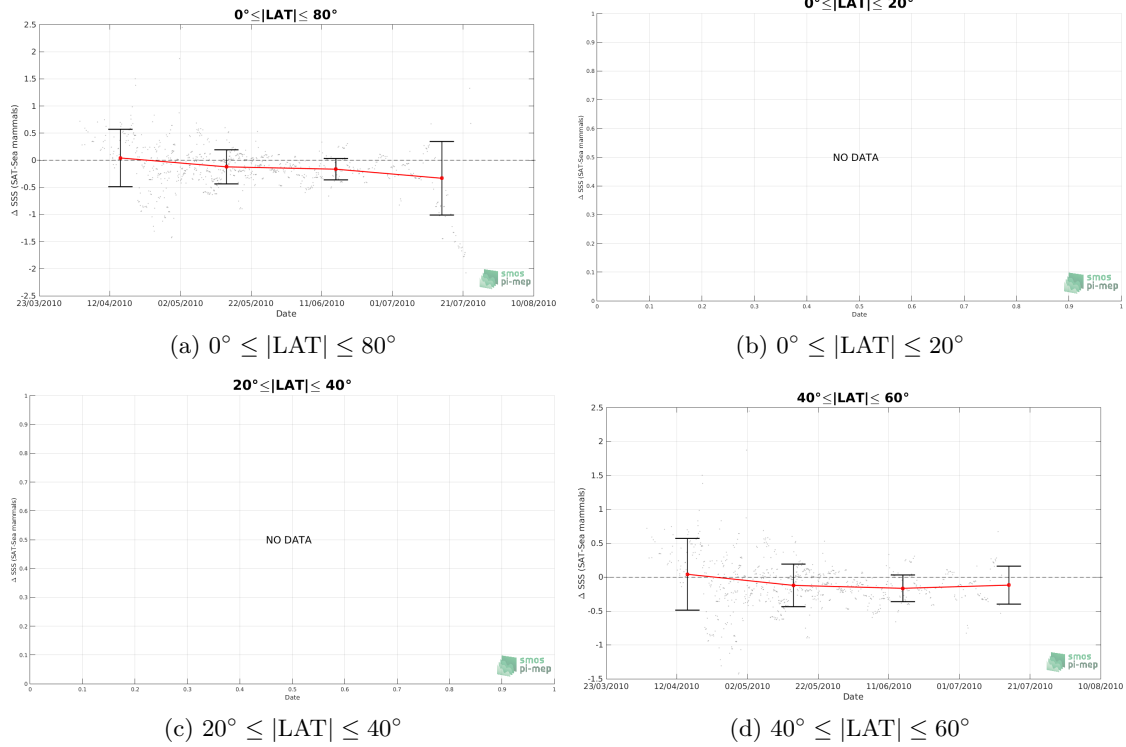 0°≤|LAT|≤ 80°
2.5
2
1.5
1
0.5
0
-0.5
-1
-1.5
-2
-2.5
Δ SSS (SAT-Sea mammals)
23/03/2010 12/04/2010 02/05/2010 22/05/2010 11/06/2010 01/07/2010 21/07/2010 10/08/2010
Date
smos
pi-mep
(a) 0° ≤ |LAT| ≤ 80°
0°≤|LAT|≤ 20°
1
0.9
0.8
0.7
0.6
0.5
0.4
0.3
0.2
0.1
0
Δ SSS (SAT-Sea mammals)
NO DATA
0 0.1 0.2 0.3 0.4 0.5 0.6 0.7 0.8 0.9 1
Date
smos
pi-mep
(b) 0° ≤ |LAT| ≤ 20°
20°≤|LAT|≤ 40°
1
0.9
0.8
0.7
0.6
0.5
0.4
0.3
0.2
0.1
0
Δ SSS (SAT-Sea mammals)
NO DATA
0 0.1 0.2 0.3 0.4 0.5 0.6 0.7 0.8 0.9 1
Date
smos
pi-mep
(c) 20° ≤ |LAT| ≤ 40°
40°≤|LAT|≤ 60°
2.5
2
1.5
1
0.5
0
-0.5
-1
-1.5
Δ SSS (SAT-Sea mammals)
23/03/2010 12/04/2010 02/05/2010 22/05/2010 11/06/2010 01/07/2010 21/07/2010 10/08/2010
Date
smos
pi-mep
(d) 40° ≤ |LAT| ≤ 60°